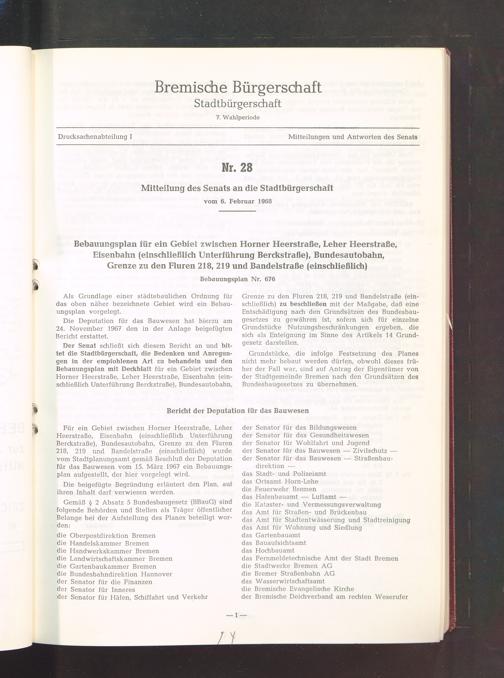 Bremische Bürgerschaft
Stadtbürgerschaft
7. Wahlperiode
Drucksachenabteilung I
Mitteilungen und Antworten des Senats
Nr. 28
Mitteilung des Senats an die Stadtbürgerschaft
vom 6. Februar 1968
Bebauungsplan für ein Gebiet zwischen Horner Heerstraße, Leher Heerstraße,
Eisenbahn (einschließlich Unterführung Berckstraße), Bundesautobahn,
Grenze zu den Fluren 218, 219 und Bandelstraße (einschließlich)
Bebauungsplan Nr. 676
Als Grundlage einer städtebaulichen Ordnung für
das oben näher bezeichnete Gebiet wird ein Bebau-
ungsplan vorgelegt.
Die Deputation für das Bauwesen hat hierzu am
24. November 1967 den in der Anlage beigefügten
Bericht erstattet.
Der Senat schließt sich diesem Bericht an und bit-
tet die Stadtbürgerschaft, die Bedenken und Anregun-
gen in der empfohlenen Art zu behandeln und den
Bebauungsplan mit Deckblatt für ein Gebiet zwischen
Horner Heerstraße, Leher Heerstraße, Eisenbahn (ein-
schließlich Unterführung Berckstraße), Bundesautobahn,
Grenze zu den Fluren 218, 219 und Bandelstraße (ein-
schließlich) zu beschließen mit der Maßgabe, daß eine
Entschädigung nach den Grundsätzen des Bundesbau-
gesetzes zu gewähren ist, sofern sich für einzelne
Grundstücke Nutzungsbeschränkungen ergeben, die
sich als Enteignung im Sinne des Artikels 14 Grund-
gesetz darstellen.
Grundstücke, die infolge Festsetzung des Planes
nicht mehr bebaut werden dürfen, obwohl dieses frü-
her der Fall war, sind auf Antrag der Eigentümer von
der Stadtgemeinde Bremen nach den Grundsätzen des
Bundesbaugesetzes zu übernehmen.
Bericht der Deputation für das Bauwesen
Für ein Gebiet zwischen Horner Heerstraße, Leher
Heerstraße, Eisenbahn (einschließlich Unterführung
Berckstraße), Bundesautobahn, Grenze zu den Fluren
218, 219 und Bandelstraße (einschließlich) wurde
vom Stadtplanungsamt gemäß Beschluß der Deputation
für das Bauwesen vom 15. März 1967 ein Bebauungs-
plan aufgestellt, der hier vorgelegt wird.
Die beigefügte Begründung erläutert den Plan, auf
ihren Inhalt darf verwiesen werden.
Gemäß § 2 Absatz 5 Bundesbaugesetz (BBauG) sind
folgende Behörden und Stellen als Träger öffentlicher
Belange bei der Aufstellung des Planes beteiligt wor-
den:
die Oberpostdirektion Bremen
die Handelskammer Bremen
die Handwerkskammer Bremen
die Landwirtschaftskammer Bremen
die Gartenbaukammer Bremen
die Bundesbahndirektion Hannover
der Senator für die Finanzen
der Senator für Inneres
der Senator für Häfen, Schiffahrt und Verkehr
der Senator für das Bildungswesen
der Senator für das Gesundheitswesen
der Senator für Wohlfahrt und Jugend
der Senator für das Bauwesen — Zivilschutz —
der Senator für das Bauwesen — Straßenbau-
direktion —
das Stadt- und Polizeiamt
das Ortsamt Horn-Lehe
die Feuerwehr Bremen
das Hafenbauamt — Luftamt —
die Kataster- und Vermessungsverwaltung
das Amt für Straßen- und Brückenbau
das Amt für Stadtentwässerung und Stadtreinigung
das Amt für Wohnung und Siedlung
das Gartenbauamt
das Bauaufsichtsamt
das Hochbauamt
das Fernmeldetechnische Amt der Stadt Bremen
die Stadtwerke Bremen AG
die Bremer Straßenbahn AG
das Wasserwirtschaftsamt
die Bremische Evangelische Kirche
der Bremische Deichverband am rechten Weserufer
— 1 —